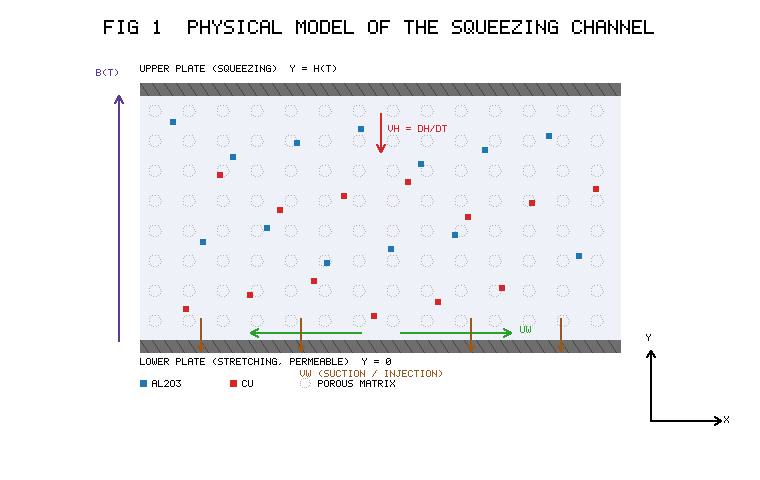 FIG 1 PHYSICAL MODEL OF THE SQUEEZING CHANNEL
B(T)
UPPER PLATE (SQUEEZING) Y = H(T)
VH = DH/DT
UW
Y
LOWER PLATE (STRETCHING, PERMEABLE) Y = 0
VW (SUCTION / INJECTION)
AL2O3 CU POROUS MATRIX
X